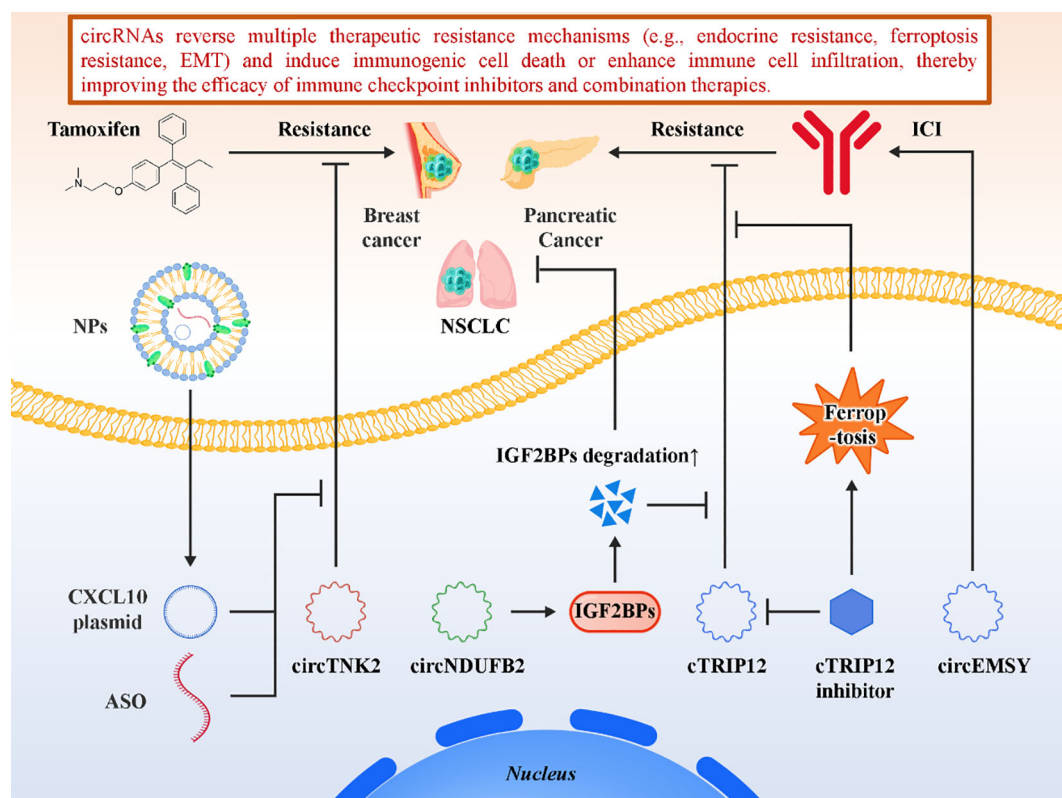 circRNAs reverse multiple therapeutic resistance mechanisms (e.g., endocrine resistance, ferroptosis
resistance, EMT) and induce immunogenic cell death or enhance immune cell infiltration, thereby
improving the efficacy of immune checkpoint inhibitors and combination therapies.
Tamoxifen
Resistance
Resistance
ICI
N
O
Breast
cancer
Pancreatic
Cancer
NSCLC
NPs
Ferrop
-tosis
IGF2BPs degradation↑
CXCL10
plasmid
IGF2BPs
circTNK2
circNDUFB2
cTRIP12
cTRIP12
inhibitor
circEMSY
ASO
Nucleus